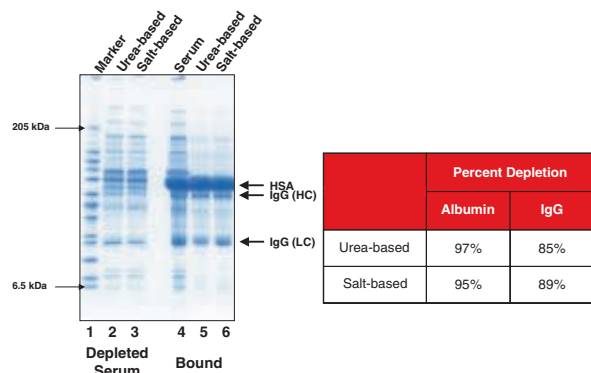 Marker
Urea-based
Salt-based
Serum
Urea-based
Salt-based
205 kDa
HSA
IgG (HC)
IgG (LC)
6.5 kDa
1 2 3 4 5 6
Depleted Serum
Bound
Percent Depletion
Albumin IgG
Urea-based 97% 85%
Salt-based 95% 89%